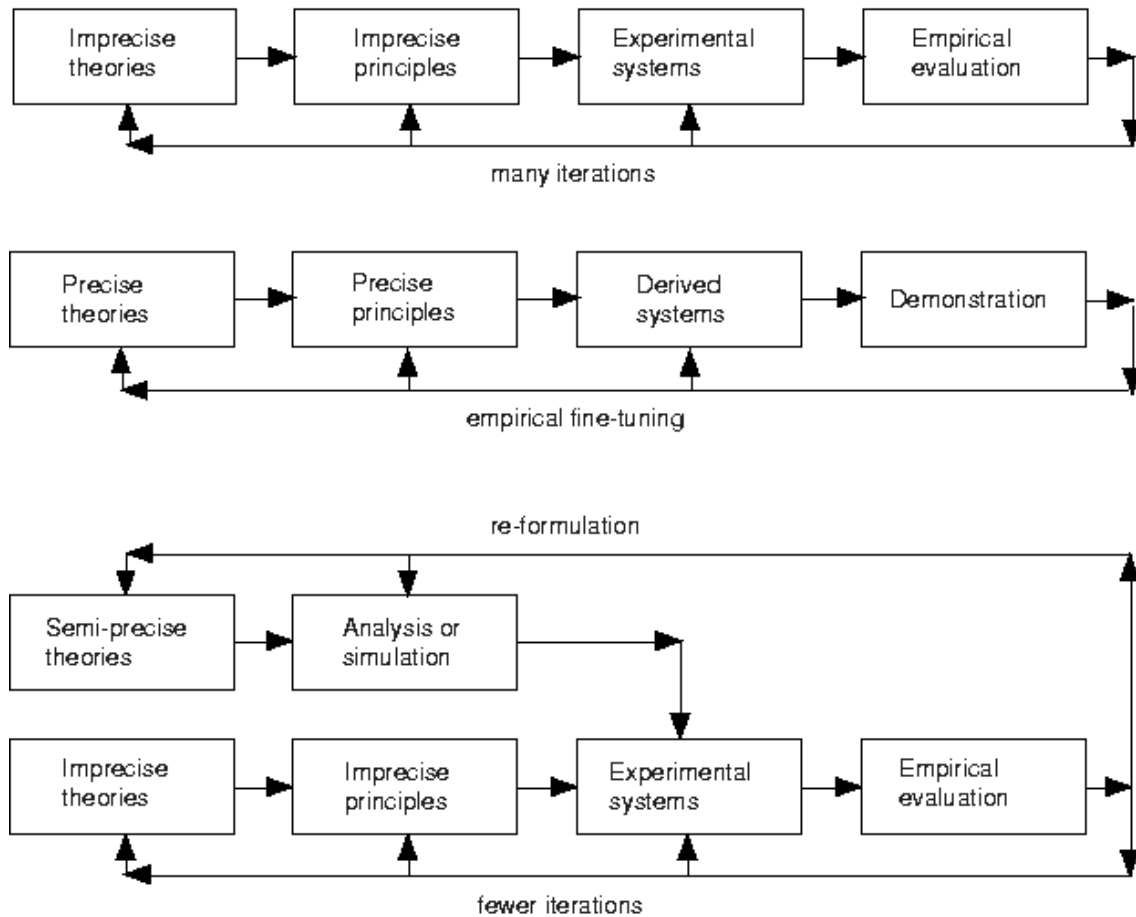 Imprecise
theories
Imprecise
principles
Experimental
systems
Empirical
evaluation
many iterations
Precise
theories
Precise
principles
Derived
systems
Demonstration
empirical fine-tuning
re-formulation
Semi-precise
theories
Analysis or
simulation
Imprecise
theories
Imprecise
principles
Experimental
systems
Empirical
evaluation
fewer iterations